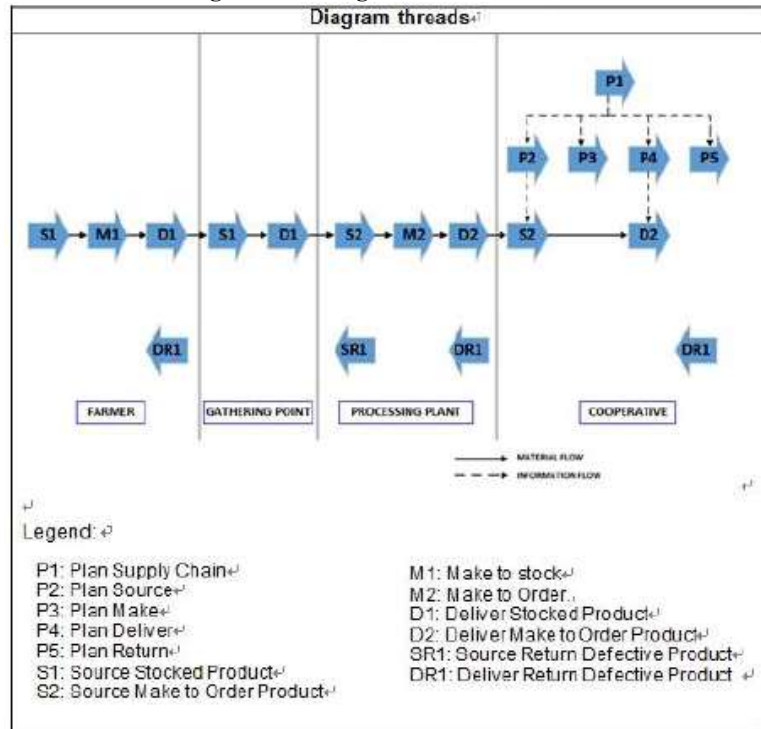 Diagram threads
P1
P2 P3 P4 P5
S1 M1 D1 S1 D1 S2 M2 D2 S2 D2
DR1 SR1 DR1 DR1
FARMER GATHERING POINT PROCESSING PLANT COOPERATIVE
MATERIAL FLOW
INFORMATION FLOW
Legend:
P1: Plan Supply Chain
P2: Plan Source
P3: Plan Make
P4: Plan Deliver
P5: Plan Return
S1: Source Stocked Product
S2: Source Make to Order Product
M1: Make to stock
M2: Make to Order.
D1: Deliver Stocked Product
D2: Deliver Make to Order Product
SR1: Source Return Defective Product
DR1: Deliver Return Defective Product